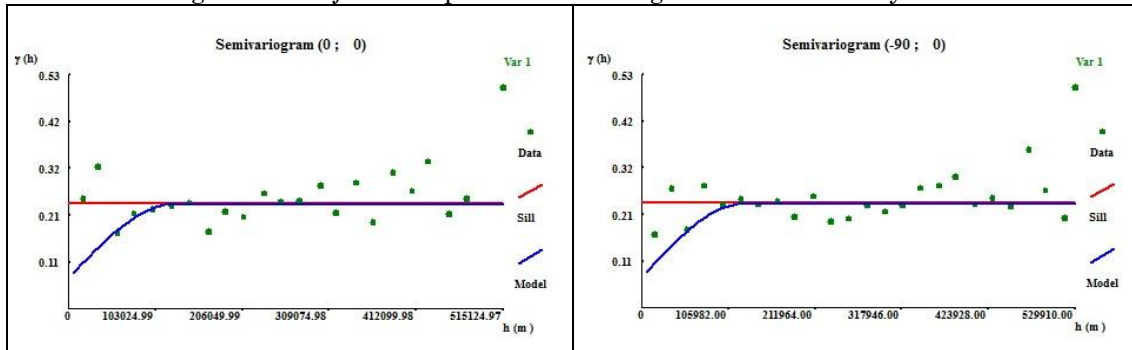 Semivariogram (0 ; 0)
γ (h)
Var 1
0.53
0.42
0.32
0.21
0.11
Data
Sill
Model
0 103024.99 206049.99 309074.98 412099.98 515124.97
h (m )
Semivariogram (-90 ; 0)
γ (h)
Var 1
0.53
0.42
0.32
0.21
0.11
Data
Sill
Model
0 105982.00 211964.00 317946.00 423928.00 529910.00
h (m )